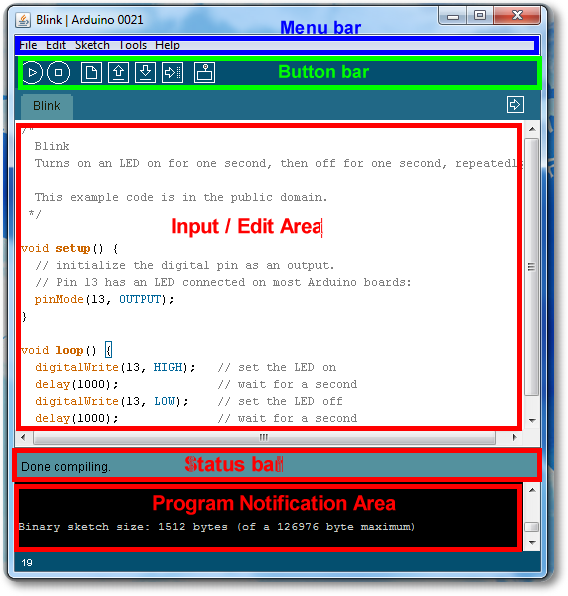 Blink | Arduino 0021
Menu bar
File Edit Sketch Tools Help
Button bar
Blink
/*
Blink
Turns on an LED on for one second, then off for one second, repeatedl
This example code is in the public domain.
*/
Input / Edit Area
void setup() {
// initialize the digital pin as an output.
// Pin 13 has an LED connected on most Arduino boards:
pinMode(13, OUTPUT);
}
void loop() {
digitalWrite(13, HIGH); // set the LED on
delay(1000); // wait for a second
digitalWrite(13, LOW); // set the LED off
delay(1000); // wait for a second
Done compiling.
Status bar
Program Notification Area
Binary sketch size: 1512 bytes (of a 126976 byte maximum)
19